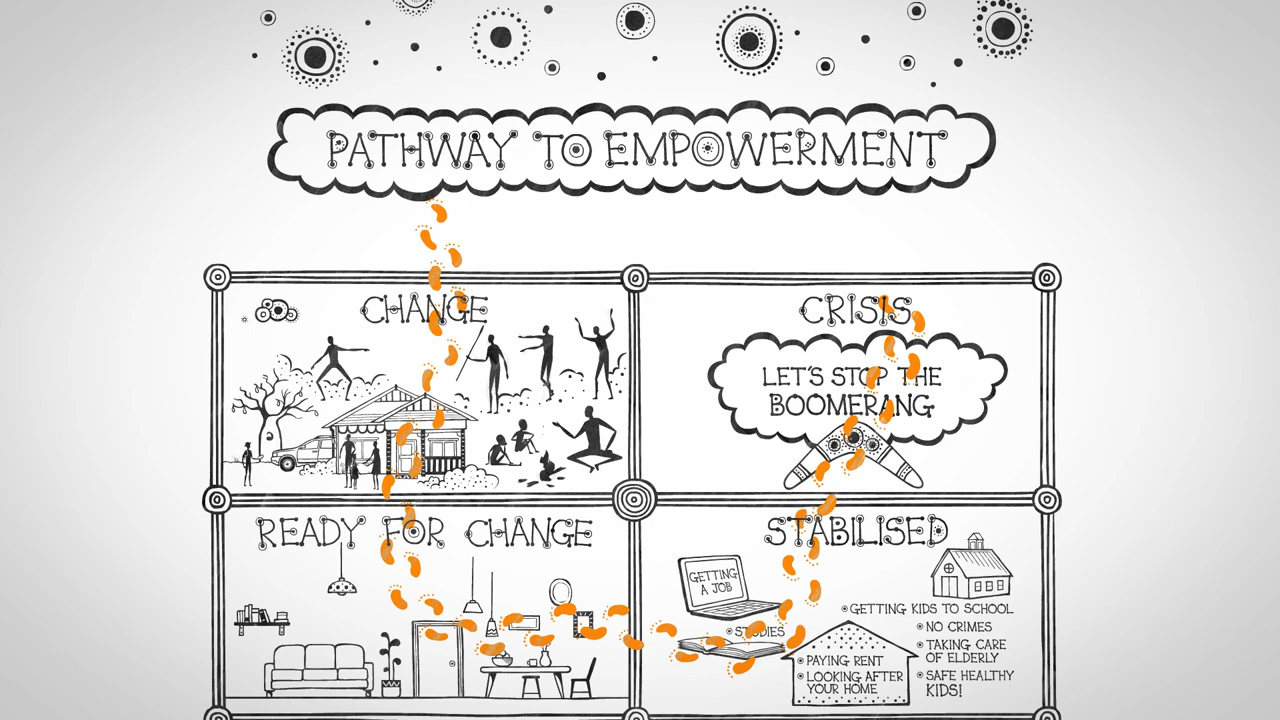 PATHWAY TO EMPOWERMENT
CHANGE
CRISIS
LET'S STOP THE
BOOMERANG
READY FOR CHANGE
STABILISED
GETTING
A JOB
STUDIES
GETTING KIDS TO SCHOOL
NO CRIMES
TAKING CARE
OF ELDERLY
SAFE HEALTHY
KIDS!
PAYING RENT
LOOKING AFTER
YOUR HOME